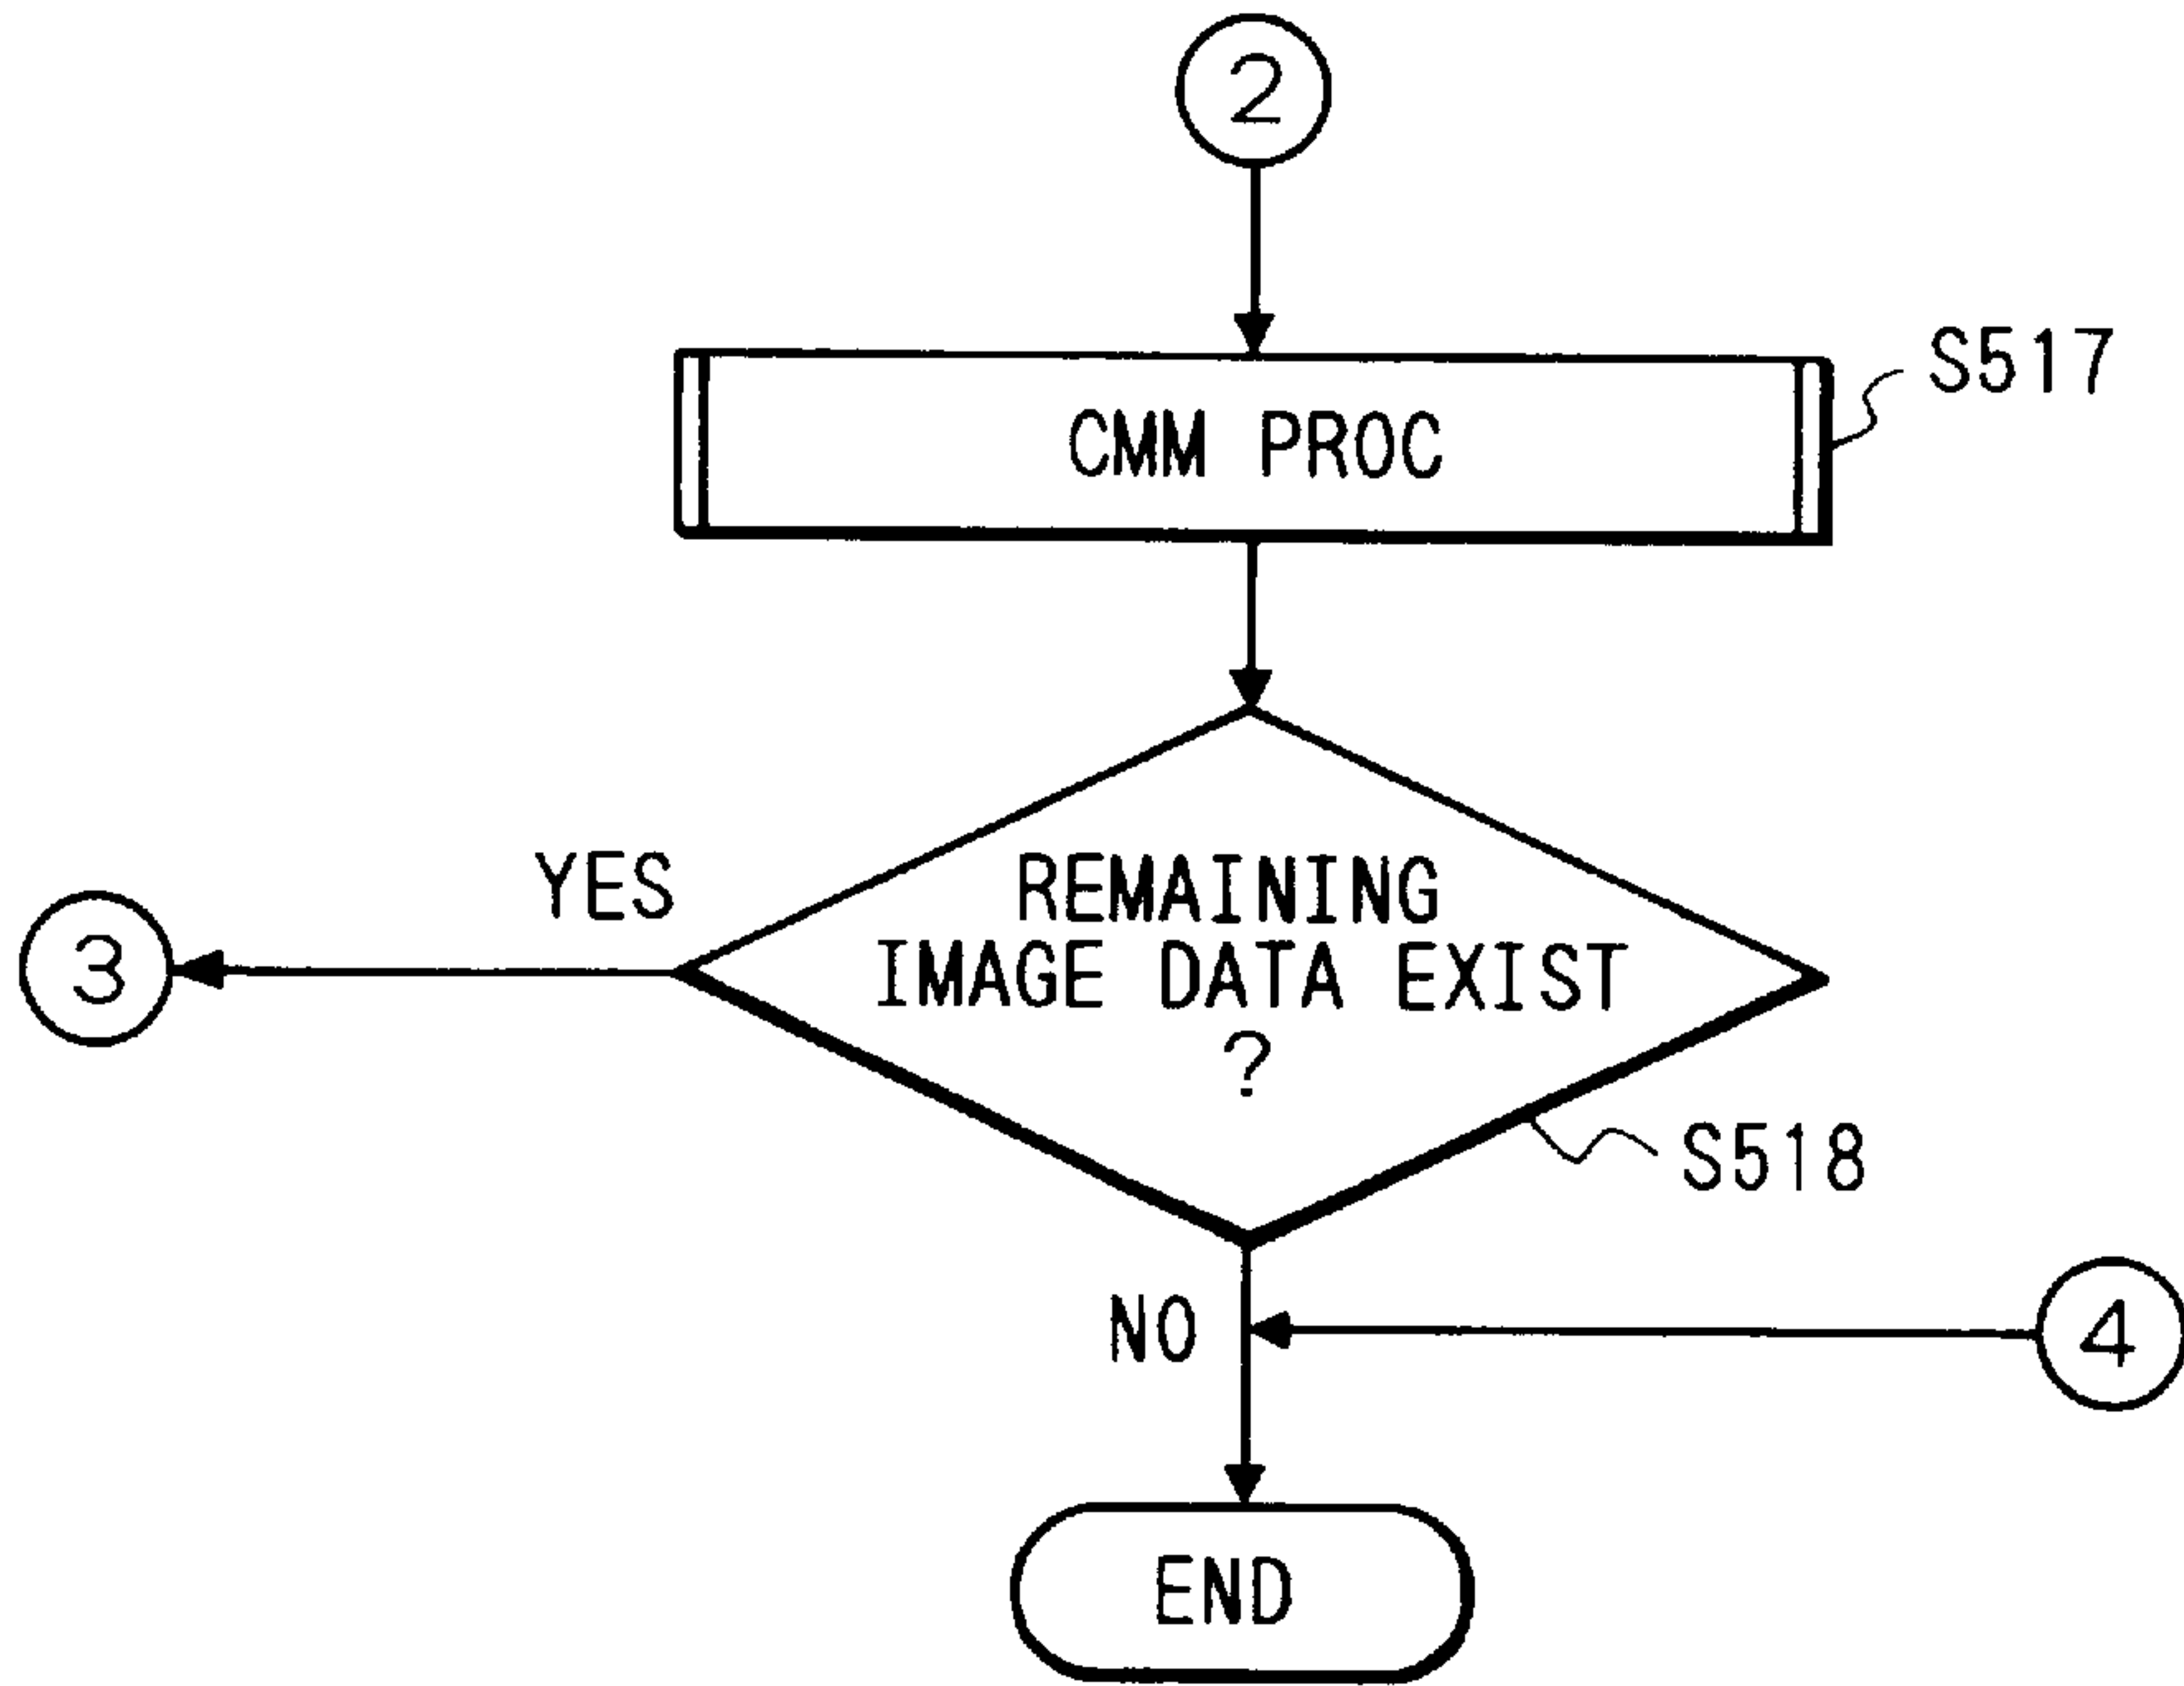 2
S517
CMM PROC
YES
REMAINING
IMAGE DATA EXIST
?
3
S518
NO
4
END